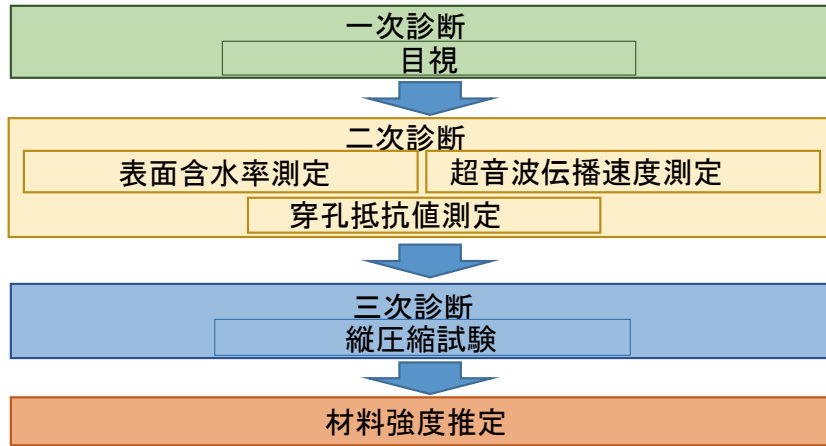 一次診断
目視
二次診断
表面含水率測定
超音波伝播速度測定
穿孔抵抗値測定
三次診断
縦圧縮試験
材料強度推定